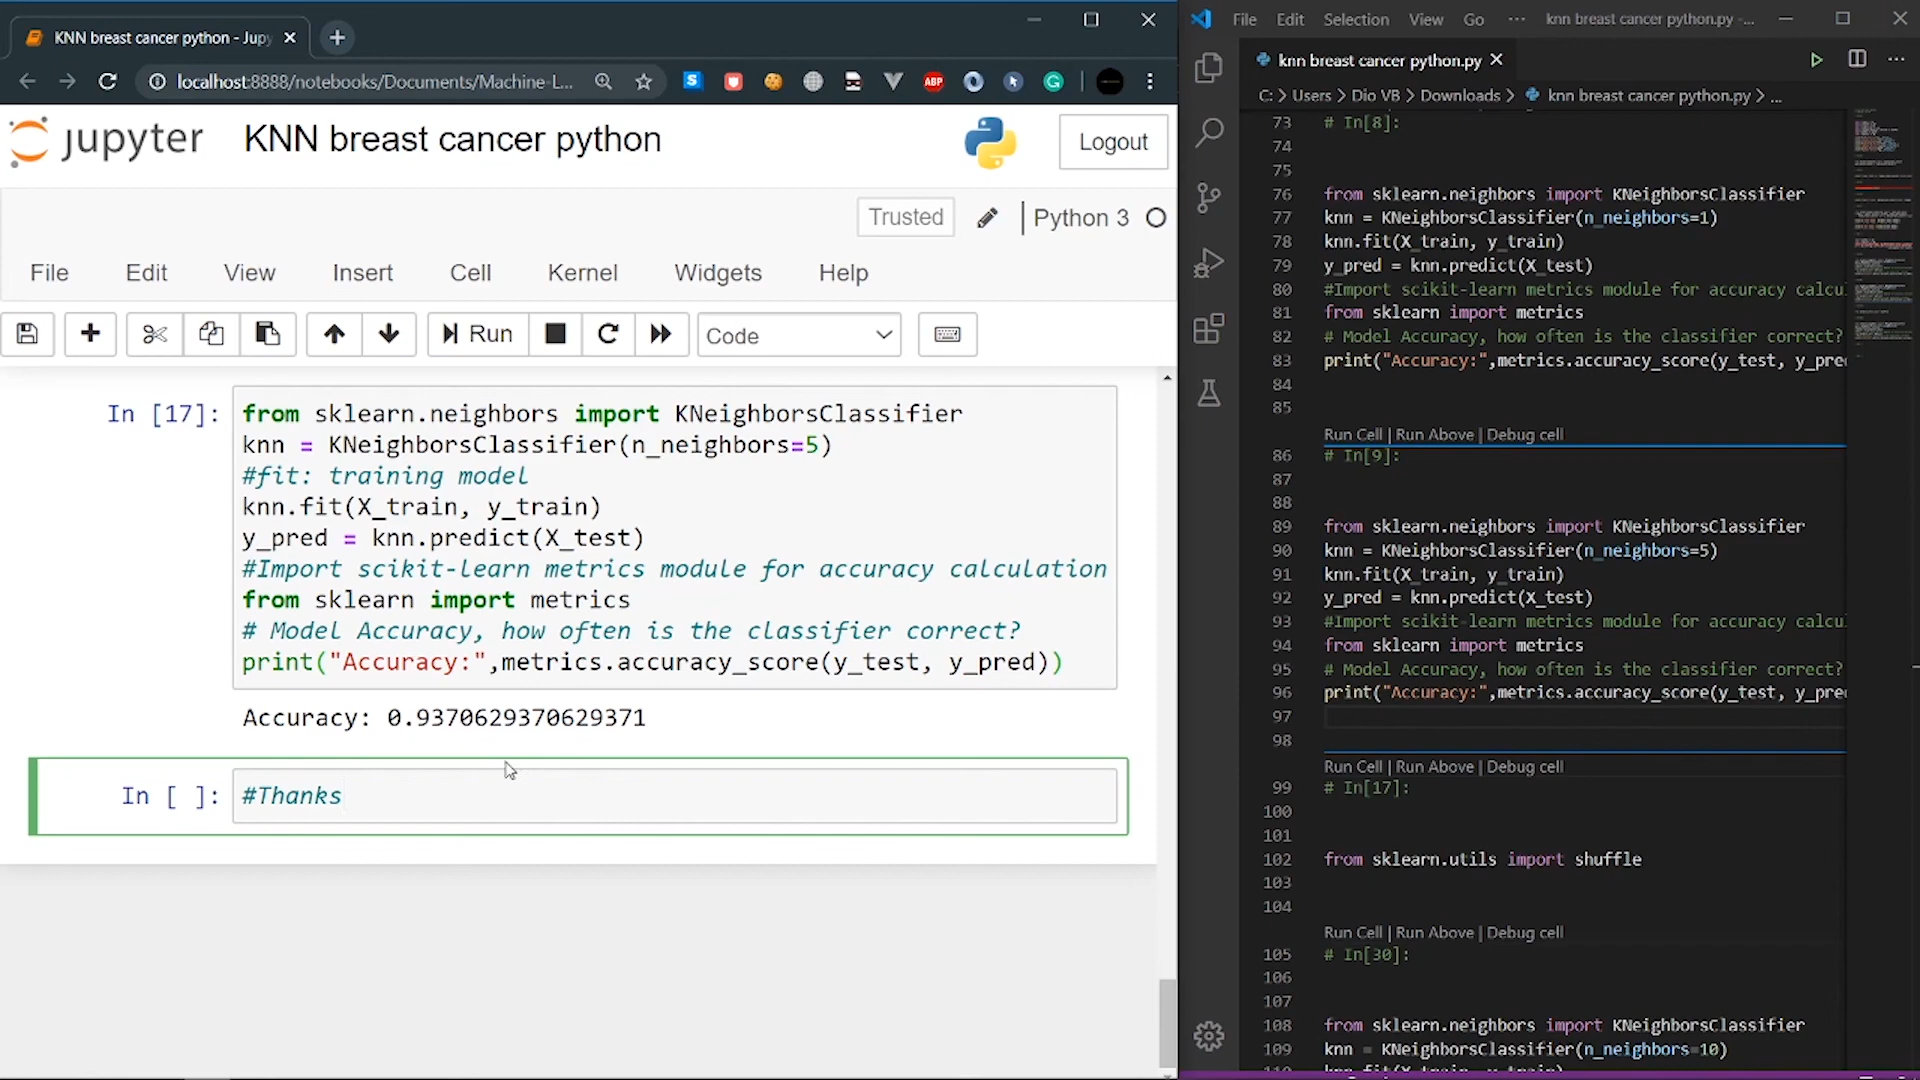 KNN breast cancer python - Jupy
localhost:8888/notebooks/Documents/Machine-L...
jupyter KNN breast cancer python Logout
Trusted Python 3
File Edit View Insert Cell Kernel Widgets Help
Run Code
In [17]:
from sklearn.neighbors import KNeighborsClassifier
knn = KNeighborsClassifier(n_neighbors=5)
#fit: training model
knn.fit(X_train, y_train)
y_pred = knn.predict(X_test)
#Import scikit-learn metrics module for accuracy calculation
from sklearn import metrics
# Model Accuracy, how often is the classifier correct?
print("Accuracy:",metrics.accuracy_score(y_test, y_pred))
Accuracy: 0.9370629370629371
In [ ]: #Thanks
File Edit Selection View Go ··· knn breast cancer python.py - ...
knn breast cancer python.py
C: > Users > Dio VB > Downloads > knn breast cancer python.py > ...
73 # In[8]:
74
75
76 from sklearn.neighbors import KNeighborsClassifier
77 knn = KNeighborsClassifier(n_neighbors=1)
78 knn.fit(X_train, y_train)
79 y_pred = knn.predict(X_test)
80 #Import scikit-learn metrics module for accuracy calcu
81 from sklearn import metrics
82 # Model Accuracy, how often is the classifier correct?
83 print("Accuracy:",metrics.accuracy_score(y_test, y_pre
84
85
Run Cell | Run Above | Debug cell
86 # In[9]:
87
88
89 from sklearn.neighbors import KNeighborsClassifier
90 knn = KNeighborsClassifier(n_neighbors=5)
91 knn.fit(X_train, y_train)
92 y_pred = knn.predict(X_test)
93 #Import scikit-learn metrics module for accuracy calcu
94 from sklearn import metrics
95 # Model Accuracy, how often is the classifier correct?
96 print("Accuracy:",metrics.accuracy_score(y_test, y_pre
97
98
Run Cell | Run Above | Debug cell
99 # In[17]:
100
101
102 from sklearn.utils import shuffle
103
104
Run Cell | Run Above | Debug cell
105 # In[30]:
106
107
108 from sklearn.neighbors import KNeighborsClassifier
109 knn = KNeighborsClassifier(n_neighbors=10)